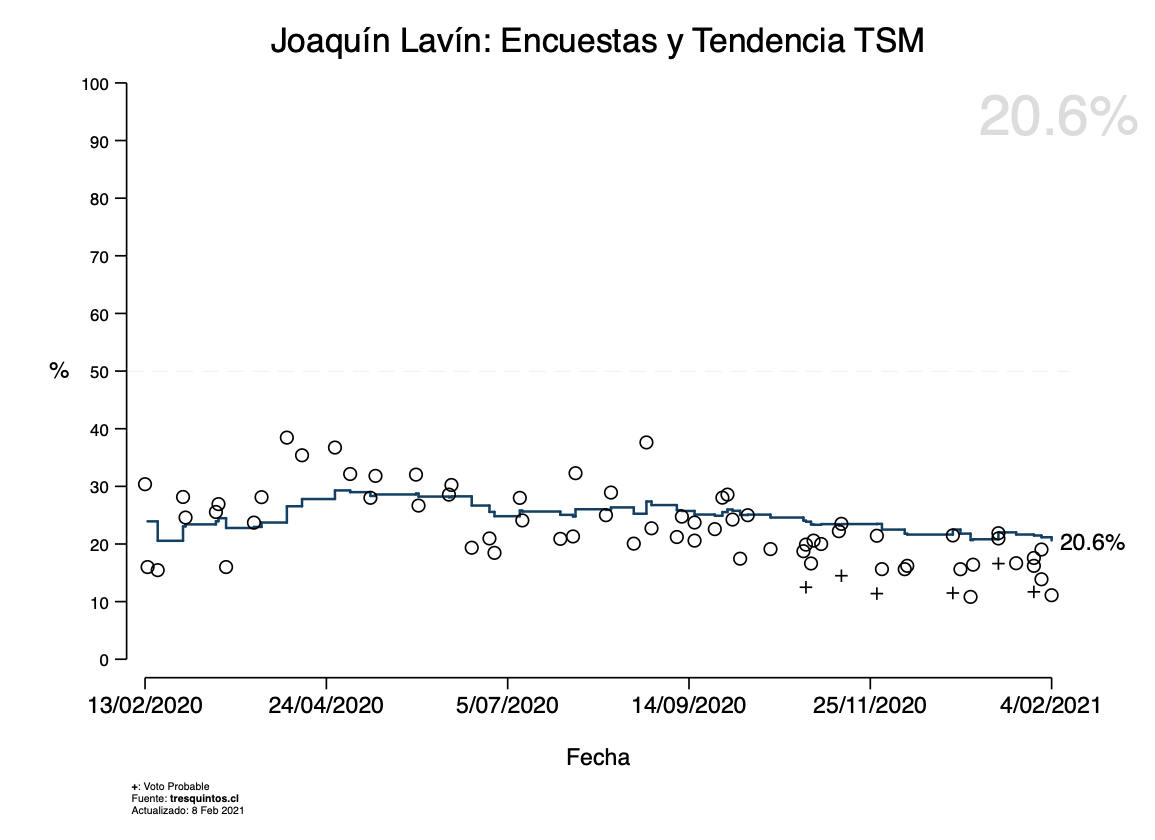 Joaquín Lavín: Encuestas y Tendencia TSM
20.6%
100
90
80
70
60
% 50
40
30
20
10
0
20.6%
13/02/2020 24/04/2020 5/07/2020 14/09/2020 25/11/2020 4/02/2021
Fecha
+: Voto Probable
Fuente: tresquintos.cl
Actualizado: 8 Feb 2021